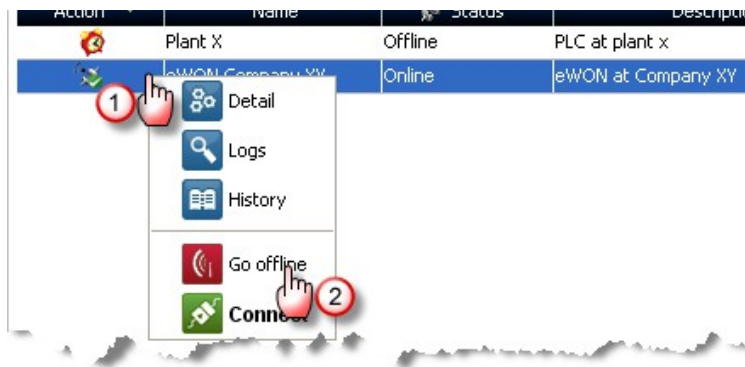 Action Name Status Description
Plant X Offline PLC at plant x
eWON Company XY Online eWON at Company XY
1
Detail
Logs
History
Go offline
2
Connect